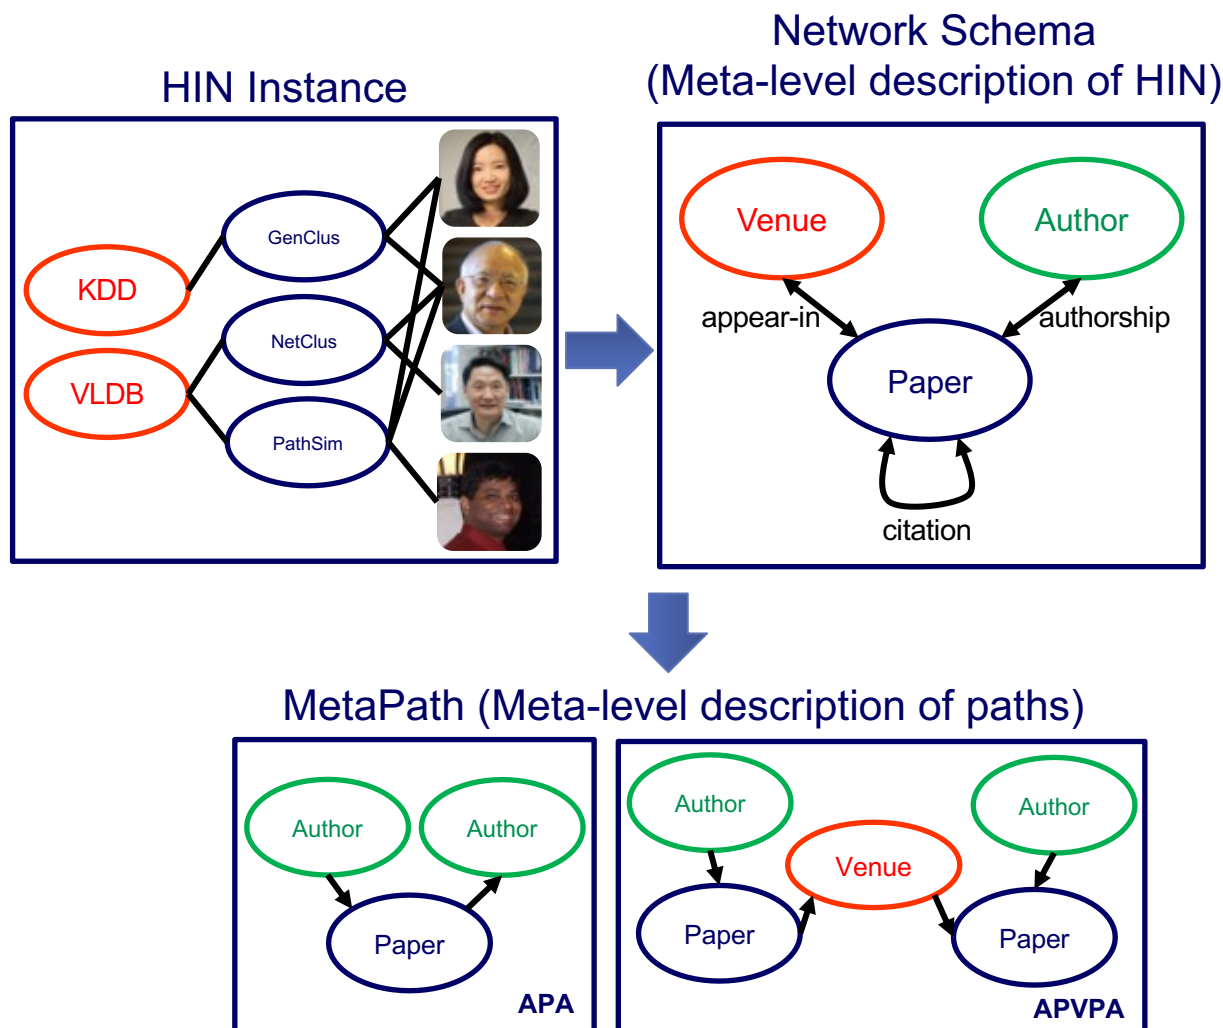 Network Schema
(Meta-level description of HIN)
HIN Instance
KDD
VLDB
GenClus
NetClus
PathSim
Venue
Author
appear-in
authorship
Paper
citation
MetaPath (Meta-level description of paths)
Author
Author
Paper
APA
Author
Author
Venue
Paper
Paper
APVPA